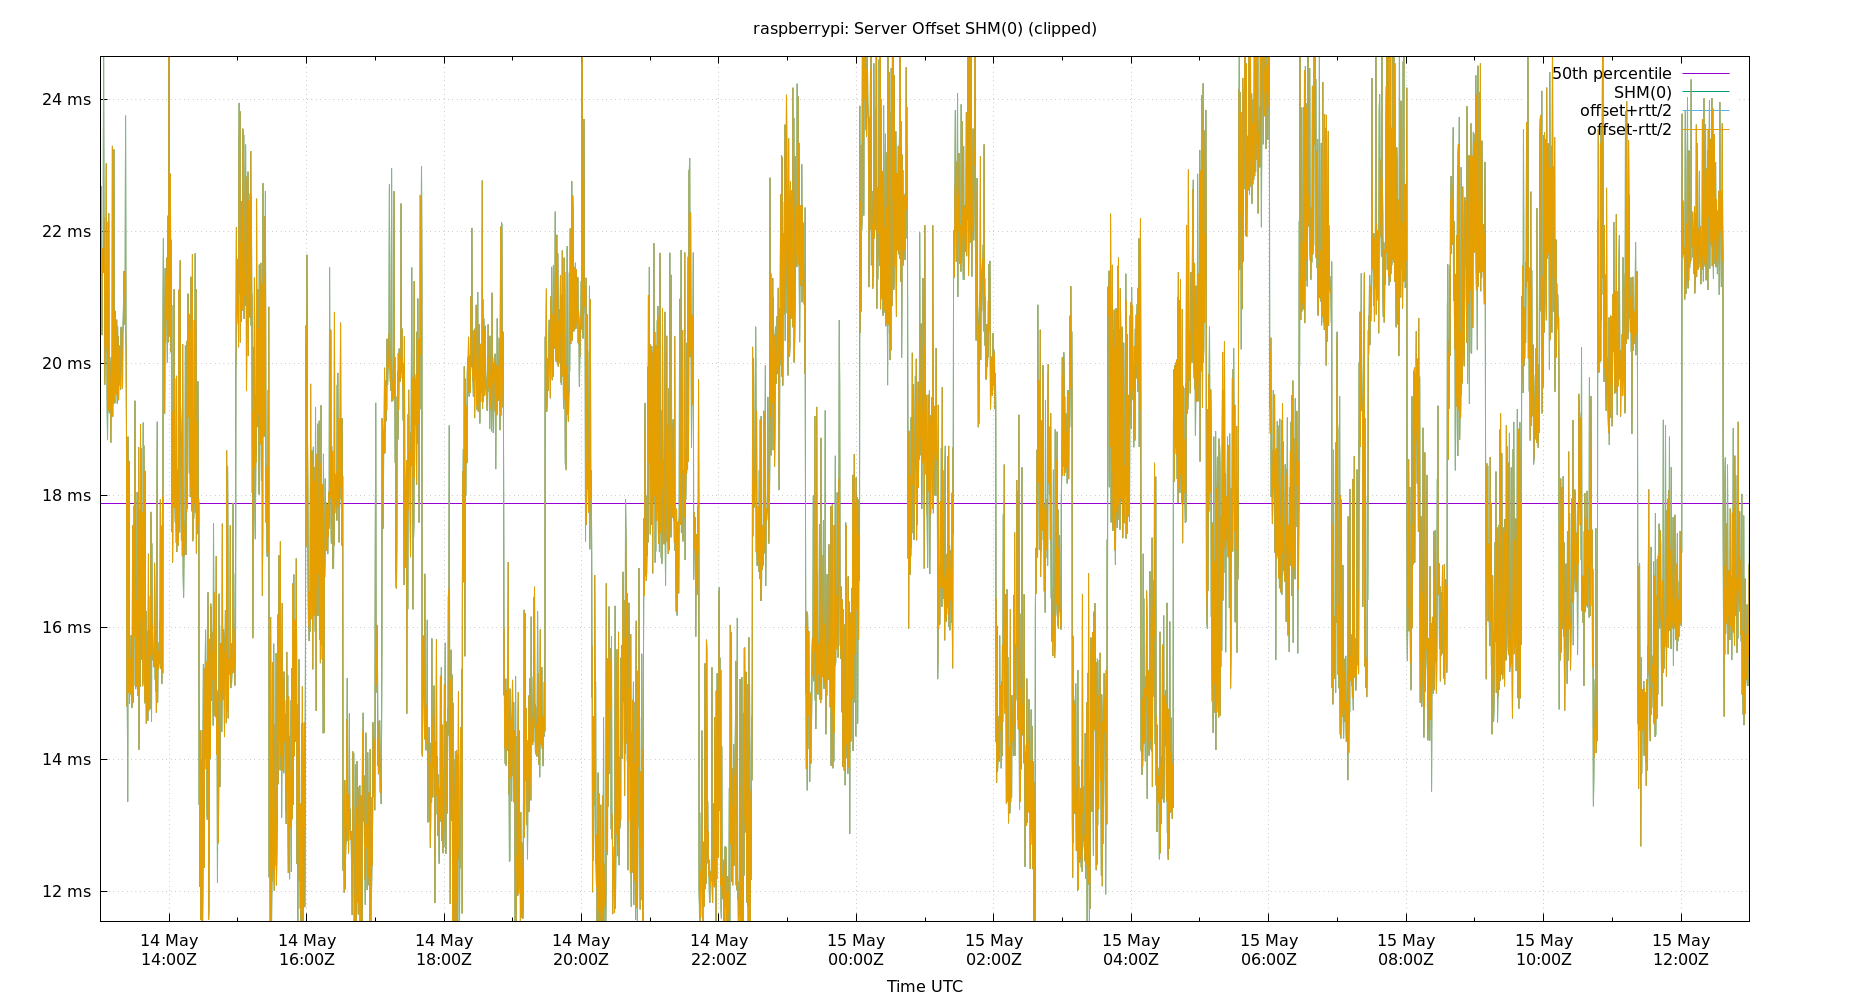 raspberrypi: Server Offset SHM(0) (clipped)
24 ms
22 ms
20 ms
18 ms
16 ms
14 ms
12 ms
50th percentile
SHM(0)
offset+rtt/2
offset-rtt/2
14 May 14 May 14 May 14 May 14 May 15 May 15 May 15 May 15 May 15 May 15 May 15 May
14:00Z 16:00Z 18:00Z 20:00Z 22:00Z 00:00Z 02:00Z 04:00Z 06:00Z 08:00Z 10:00Z 12:00Z
Time UTC